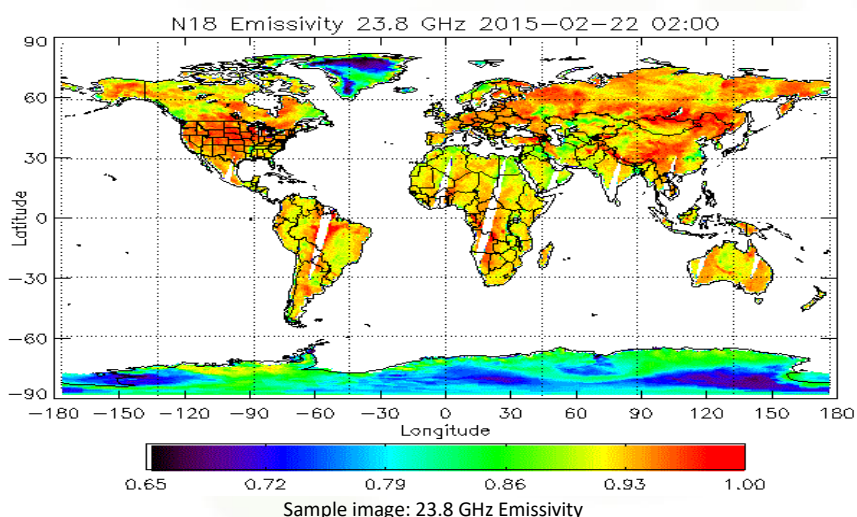 N18 Emissivity 23.8 GHz 2015-02-22 02:00
90
60
30
0
-30
-60
-90
Latitude
-180 -150 -120 -90 -60 -30 0 30 60 90 120 150 180
Longitude
0.65 0.72 0.79 0.86 0.93 1.00
Sample image: 23.8 GHz Emissivity